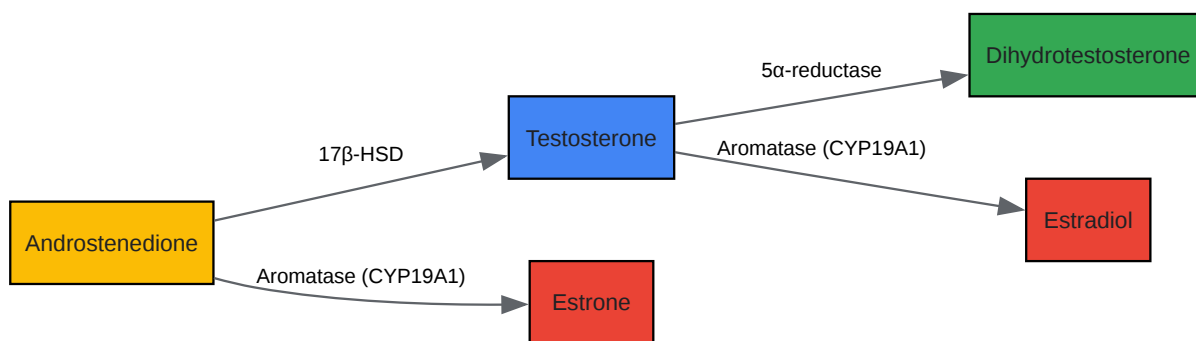 Dihydrotestosterone
5α-reductase
Testosterone
Aromatase (CYP19A1)
17β-HSD
Estradiol
Androstenedione
Aromatase (CYP19A1)
Estrone